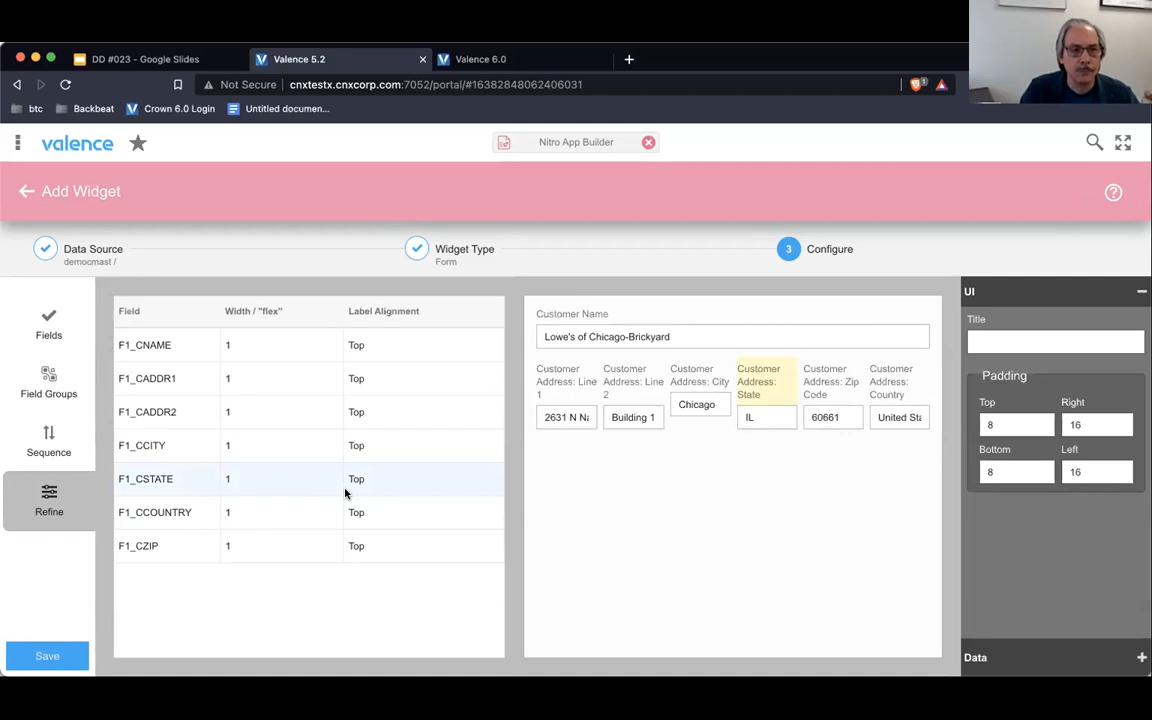 DD #023 - Google Slides
Valence 5.2
Valence 6.0
Not Secure
cnxtestx.cnxcorp.com:7052/portal/#16382848062406031
1
btc
Backbeat
Crown 6.0 Login
Untitled documen...
valence
Nitro App Builder
Add Widget
Data Source
democmast /
Widget Type
Form
3
Configure
Fields
Field Groups
Sequence
Refine
Save
Field Width / "flex" Label Alignment
F1_CNAME 1 Top
F1_CADDR1 1 Top
F1_CADDR2 1 Top
F1_CCITY 1 Top
F1_CSTATE 1 Top
F1_CCOUNTRY 1 Top
F1_CZIP 1 Top
Customer Name
Lowe's of Chicago-Brickyard
Customer
Address: Line
1
2631 N Na
Customer
Address: Line
2
Building 1
Customer
Address: City
Chicago
Customer
Address:
State
IL
Customer
Address: Zip
Code
60661
Customer
Address:
Country
United Sta
UI
Title
Padding
Top Right
8 16
Bottom Left
8 16
Data